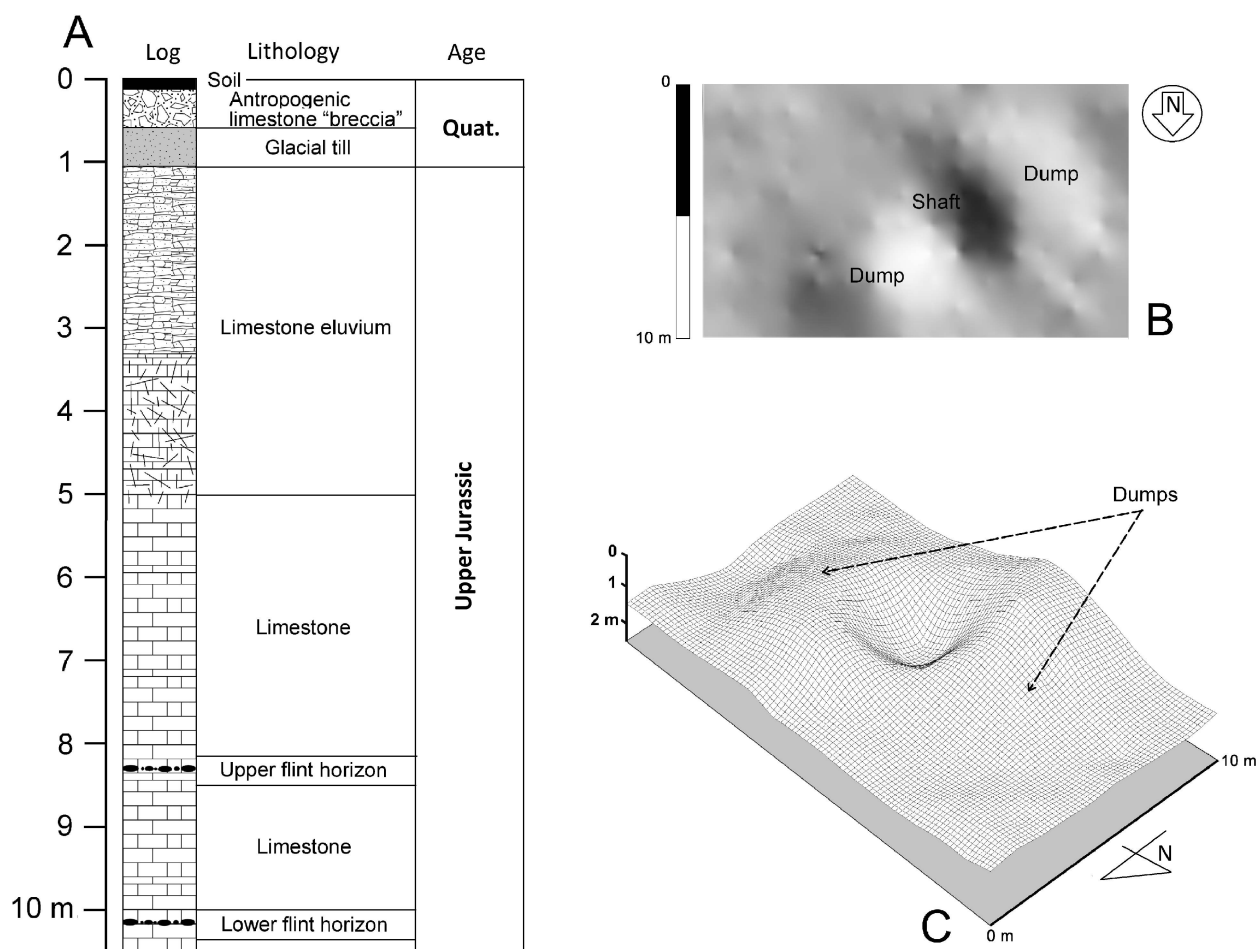 A
Log
Lithology
Age
0
1
2
3
4
5
6
7
8
9
10 m
Soil
Antropogenic
limestone “breccia”
Glacial till
Limestone eluvium
Limestone
Upper flint horizon
Limestone
Lower flint horizon
Quat.
Upper Jurassic
0
10 m
Shaft
Dump
Dump
N
B
Dumps
0
1
2 m
10 m
N
0 m
C